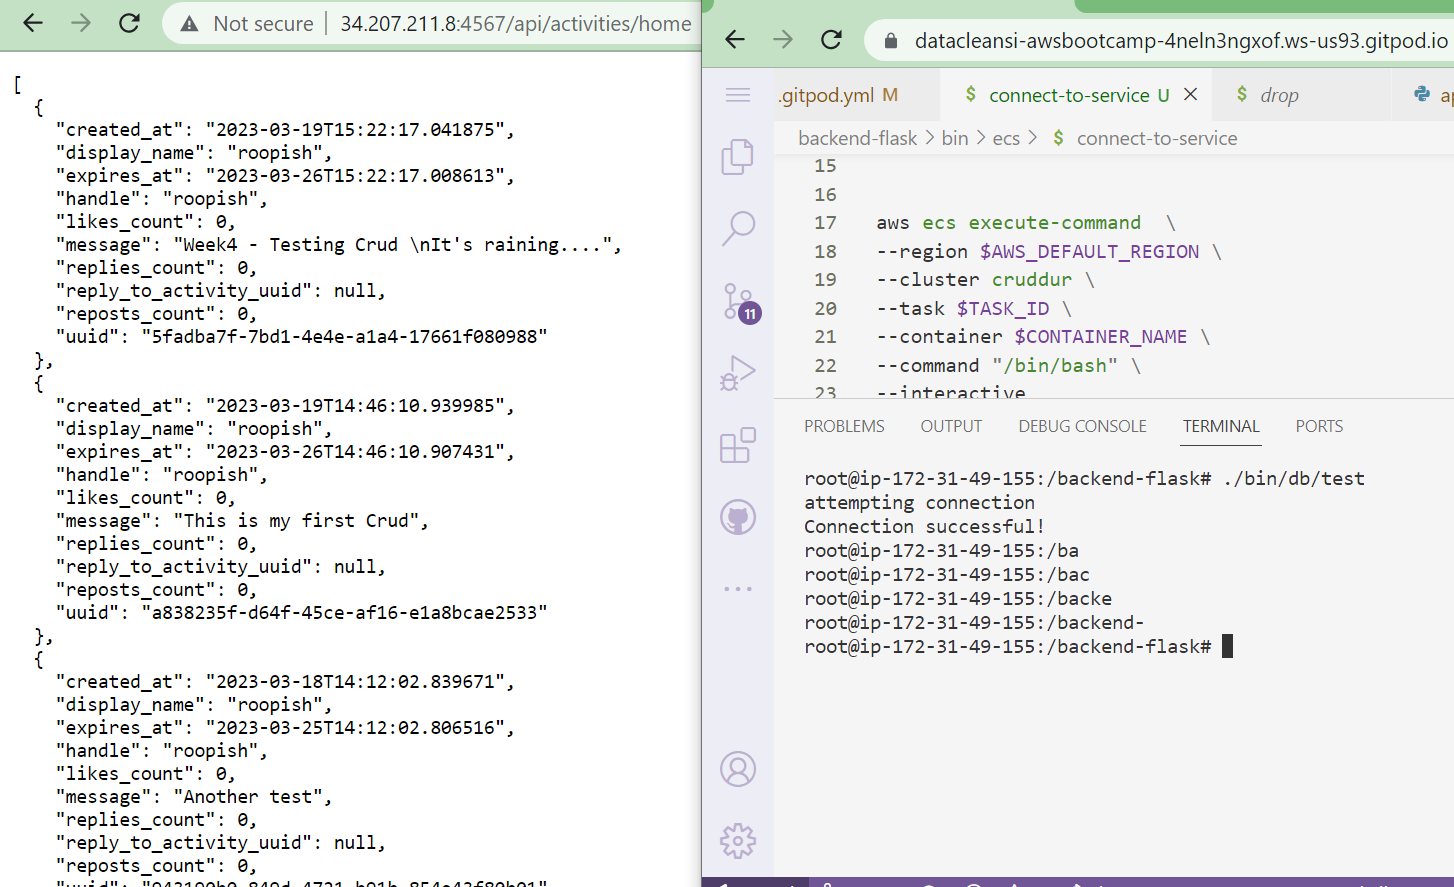 Not secure | 34.207.211.8:4567/api/activities/home
[
{
"created_at": "2023-03-19T15:22:17.041875",
"display_name": "roopish",
"expires_at": "2023-03-26T15:22:17.008613",
"handle": "roopish",
"likes_count": 0,
"message": "Week4 - Testing Crud \nIt's raining....",
"replies_count": 0,
"reply_to_activity_uuid": null,
"reposts_count": 0,
"uuid": "5fadba7f-7bd1-4e4e-a1a4-17661f080988"
},
{
"created_at": "2023-03-19T14:46:10.939985",
"display_name": "roopish",
"expires_at": "2023-03-26T14:46:10.907431",
"handle": "roopish",
"likes_count": 0,
"message": "This is my first Crud",
"replies_count": 0,
"reply_to_activity_uuid": null,
"reposts_count": 0,
"uuid": "a838235f-d64f-45ce-af16-e1a8bcae2533"
},
{
"created_at": "2023-03-18T14:12:02.839671",
"display_name": "roopish",
"expires_at": "2023-03-25T14:12:02.806516",
"handle": "roopish",
"likes_count": 0,
"message": "Another test",
"replies_count": 0,
"reply_to_activity_uuid": null,
"reposts_count": 0,
datacleansi-awsbootcamp-4neln3ngxof.ws-us93.gitpod.io
.gitpod.yml M $ connect-to-service U $ drop
backend-flask > bin > ecs > $ connect-to-service
15
16
17 aws ecs execute-command \
18 --region $AWS_DEFAULT_REGION \
19 --cluster cruddur \
20 --task $TASK_ID \
21 --container $CONTAINER_NAME \
22 --command "/bin/bash" \
23 --interactive
11
PROBLEMS OUTPUT DEBUG CONSOLE TERMINAL PORTS
root@ip-172-31-49-155:/backend-flask# ./bin/db/test
attempting connection
Connection successful!
root@ip-172-31-49-155:/ba
root@ip-172-31-49-155:/bac
root@ip-172-31-49-155:/backe
root@ip-172-31-49-155:/backend-
root@ip-172-31-49-155:/backend-flask#